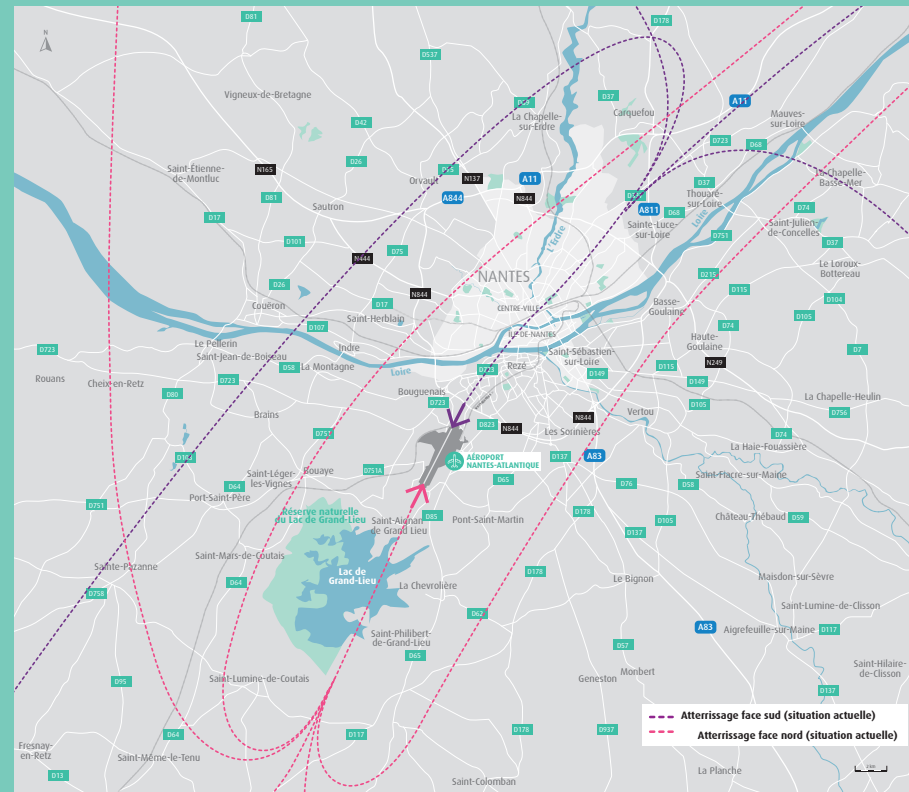 N
D81
D178
D537
Vigneux-de-Bretagne
D69
La Chapelle-
sur-Erdre
D37
Carquefou
A11
Mauves-
sur-Loire
D42
D723
D68
Saint-Étienne-
de-Montluc
N165
D26
Orvault
N137
A11
D81
A844
N844
Sautron
D17
D37
Thouaré-
sur-Loire
La Chapelle-
Basse-Mer
A811
D68
Sainte-Luce-
sur-Loire
Loire
D74
Saint-Julien-
de-Concelles
D101
D75
N444
L'Erdre
D751
D37
Le Loroux-
Bottereau
NANTES
D26
N844
D215
D115
D104
Couëron
D17
CENTRE-VILLE
Basse-
Goulaine
D105
Saint-Herblain
D107
ILE-DE-NANTES
D74
Haute-
Goulaine
Le Pellerin
Indre
Saint-Jean-de-Boiseau
D723
Saint-Sébastien-
sur-Loire
D7
Rouans
Cheix-en-Retz
D723
D58
La Montagne
Loire
Rezé
D149
D115
N249
D149
D80
Bouguenais
D723
La Chapelle-Heulin
D105
D756
Brains
Vertou
N844
D823
N844
Les Sorinières
D751
D74
La Haie-Fouassière
A83
AÉROPORT
NANTES-ATLANTIQUE
D137
Bouaye
D751A
Saint-Léger-
les-Vignes
D64
D65
D76
D58
Saint-Fiacre-sur-Maine
Port-Saint-Père
D751
Réserve naturelle
du Lac de Grand-Lieu
Saint-Aignan
de Grand Lieu
D85
Pont-Saint-Martin
D178
D105
D137
Château-Thébaud
D59
Saint-Mars-de-Coutais
Sainte-Pazanne
Lac de
Grand-Lieu
D178
Le Bignon
Maisdon-sur-Sèvre
D64
La Chevrolière
D758
D62
Saint-Lumine-de-Clisson
A83
Aigrefeuille-sur-Maine
D117
Saint-Philibert-
de-Grand-Lieu
D65
D57
Monbert
Geneston
Saint-Hilaire-
de-Clisson
D95
Saint-Lumine-de-Coutais
D137
Atterrissage face sud (situation actuelle)
Atterrissage face nord (situation actuelle)
D64
D117
D178
D937
Fresnay-
en-Retz
Saint-Même-le-Tenu
D13
Saint-Colomban
La Planche